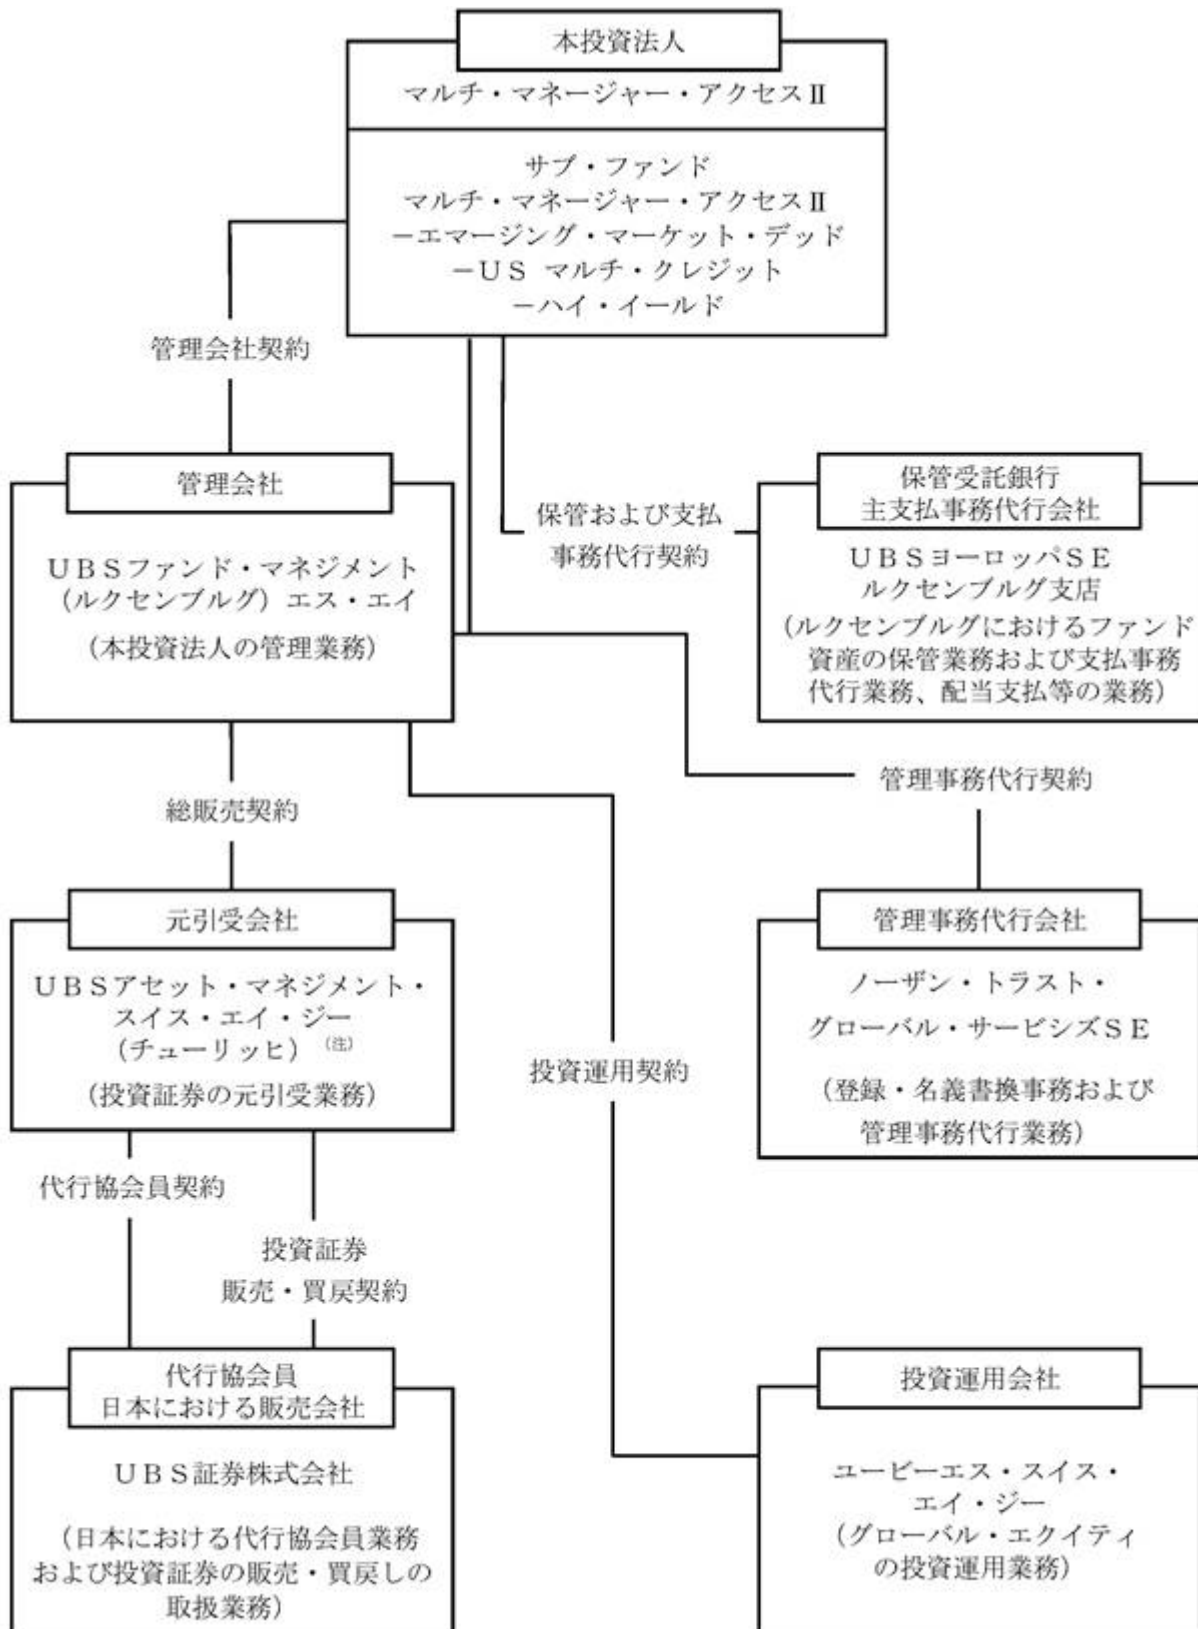 本投資法人
マルチ・マネージャー・アクセスⅡ
サブ・ファンド
マルチ・マネージャー・アクセスⅡ
－エマージング・マーケット・デッド
－ＵＳ マルチ・クレジット
－ハイ・イールド
管理会社契約
管理会社
ＵＢＳファンド・マネジメント
（ルクセンブルグ）エス・エイ
（本投資法人の管理業務）
保管および支払
事務代行契約
保管受託銀行
主支払事務代行会社
ＵＢＳヨーロッパＳＥ
ルクセンブルグ支店
（ルクセンブルグにおけるファンド
資産の保管業務および支払事務
代行業務、配当支払等の業務）
総販売契約
管理事務代行契約
元引受会社
ＵＢＳアセット・マネジメント・
スイス・エイ・ジー
（チューリッヒ）（注）
（投資証券の元引受業務）
投資運用契約
管理事務代行会社
ノーザン・トラスト・
グローバル・サービシズＳＥ
（登録・名義書換事務および
管理事務代行業務）
代行協会員契約
投資証券
販売・買戻契約
代行協会員
日本における販売会社
ＵＢＳ証券株式会社
（日本における代行協会員業務
および投資証券の販売・買戻しの
取扱業務）
投資運用会社
ユービーエス・スイス・
エイ・ジー
（グローバル・エクイティ
の投資運用業務）